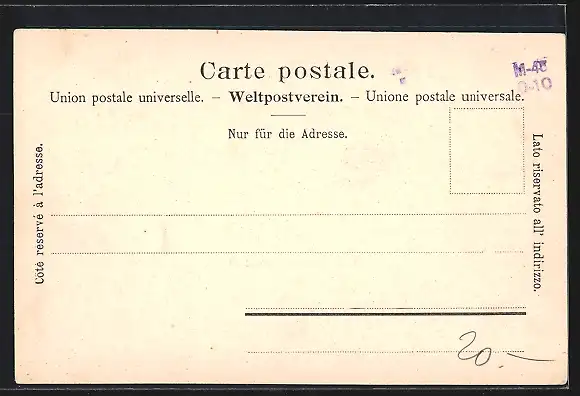 Carte postale.
M-45
Union postale universelle. – Weltpostverein. – Unione postale universale.
Nur für die Adresse.
Côté reservé à l'adresse.
Lato riservato all' indirizzo.
20.–